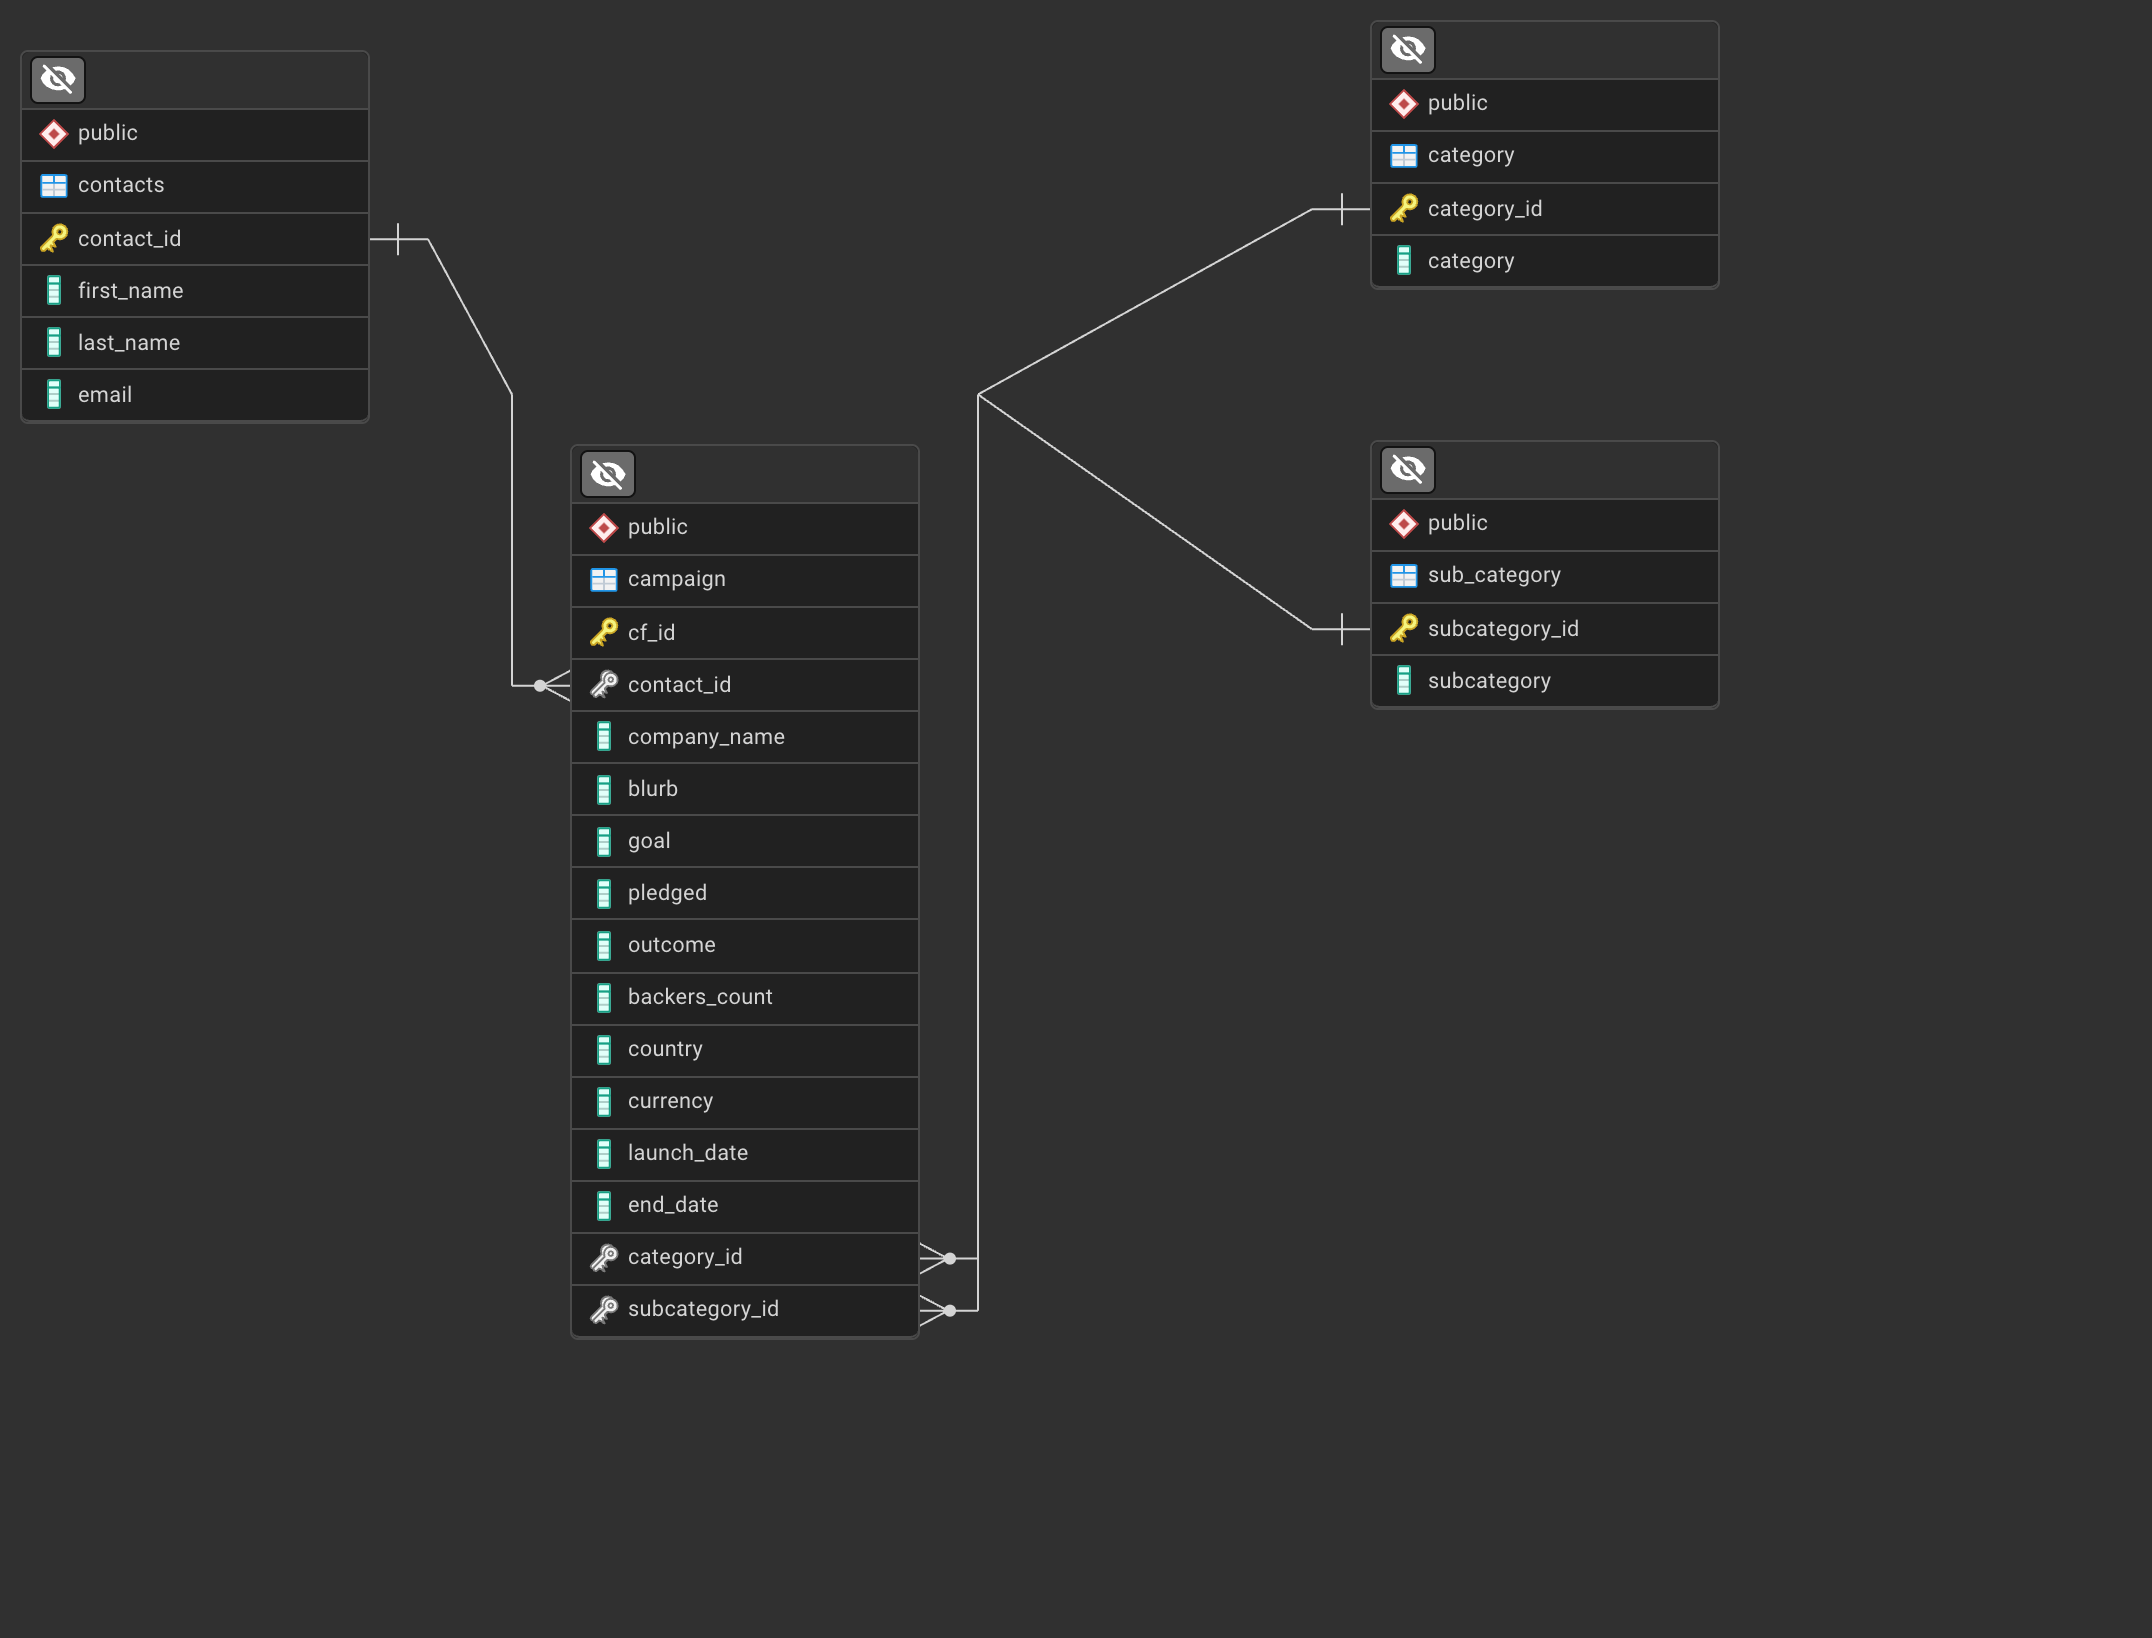 public
contacts
contact_id
first_name
last_name
email
public
campaign
cf_id
contact_id
company_name
blurb
goal
pledged
outcome
backers_count
country
currency
launch_date
end_date
category_id
subcategory_id
public
category
category_id
category
public
sub_category
subcategory_id
subcategory